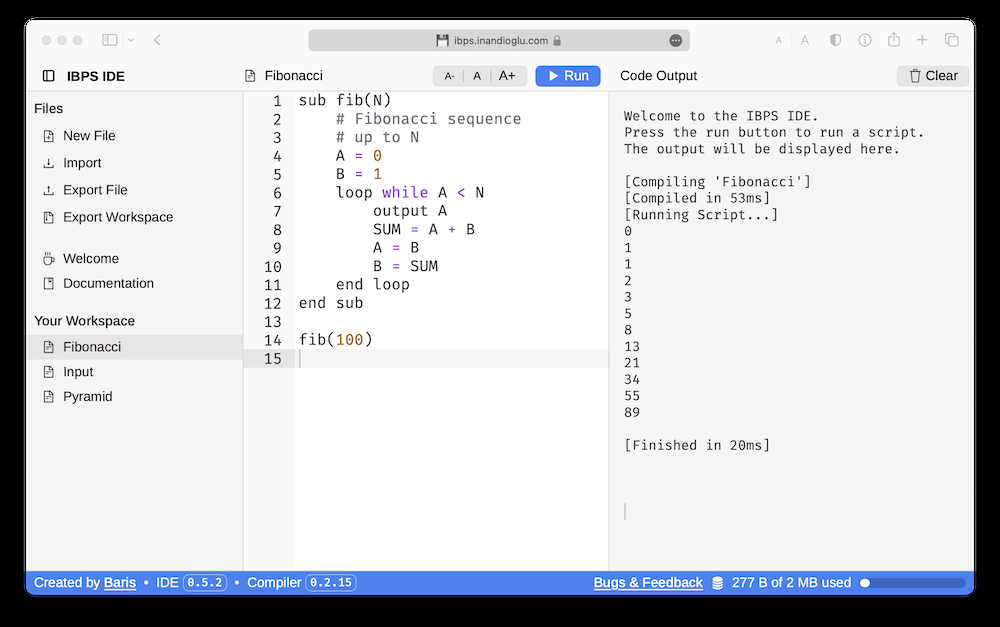 ibps.inandioglu.com
A A
IBPS IDE
Fibonacci
A- A A+
Run
Code Output
Clear
Files
New File
Import
Export File
Export Workspace
Welcome
Documentation
Your Workspace
Fibonacci
Input
Pyramid
1 sub fib(N)
2     # Fibonacci sequence
3     # up to N
4     A = 0
5     B = 1
6     loop while A < N
7         output A
8         SUM = A + B
9         A = B
10         B = SUM
11     end loop
12 end sub
13
14 fib(100)
15
Welcome to the IBPS IDE.
Press the run button to run a script.
The output will be displayed here.
[Compiling 'Fibonacci']
[Compiled in 53ms]
[Running Script...]
0
1
1
2
3
5
8
13
21
34
55
89
[Finished in 20ms]
Created by Baris • IDE 0.5.2 • Compiler 0.2.15
Bugs & Feedback 277 B of 2 MB used